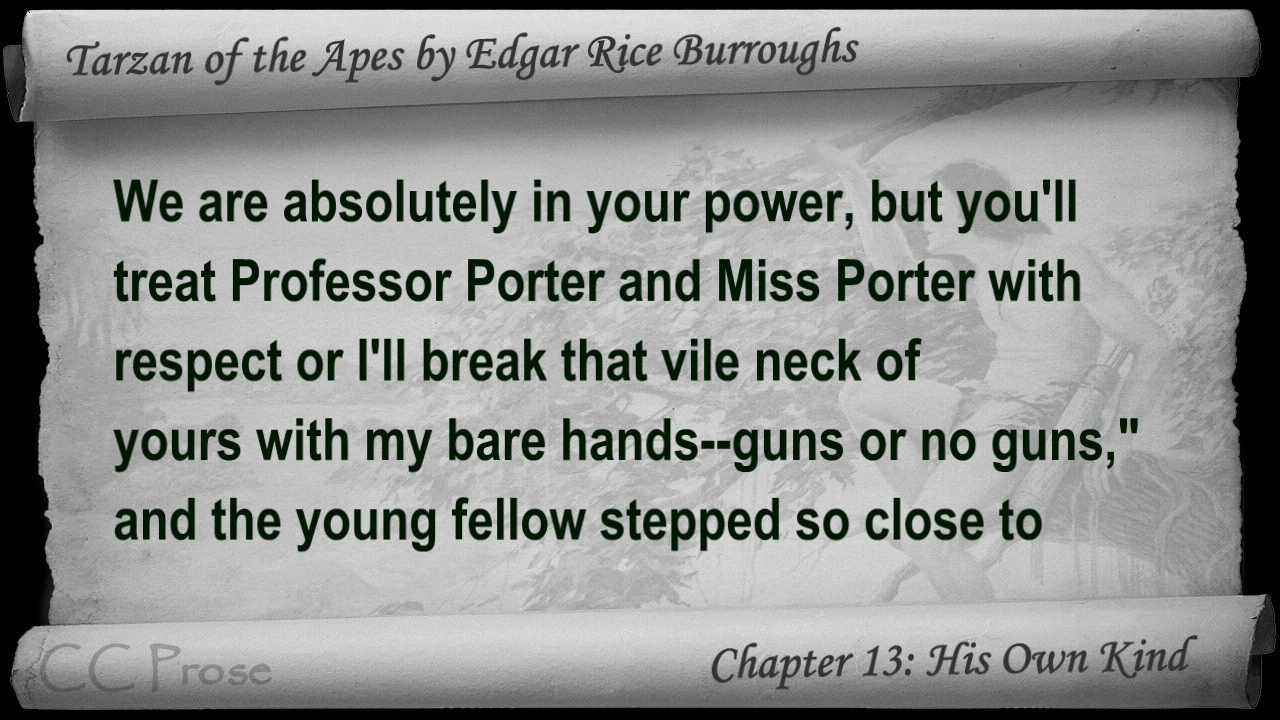 Tarzan of the Apes by Edgar Rice Burroughs
We are absolutely in your power, but you'll
treat Professor Porter and Miss Porter with
respect or I'll break that vile neck of
yours with my bare hands--guns or no guns,"
and the young fellow stepped so close to
CC Prose
Chapter 13: His Own Kind